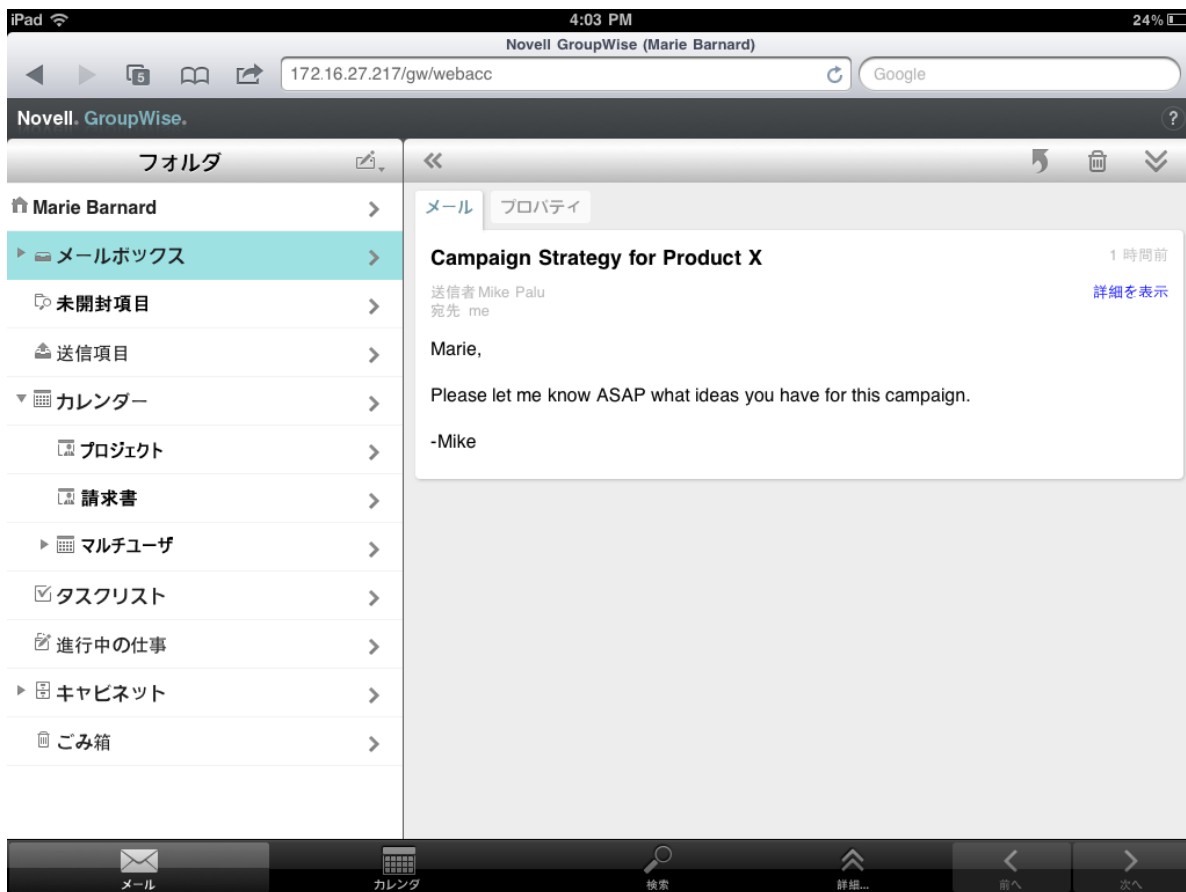 iPad 4:03 PM 24%
Novell GroupWise (Marie Barnard)
5 172.16.27.217/gw/webacc Google
Novell. GroupWise. ?
フォルダ
Marie Barnard
メールボックス
未開封項目
送信項目
カレンダー
プロジェクト
請求書
マルチユーザ
タスクリスト
進行中の仕事
キャビネット
ごみ箱
メール プロパティ
Campaign Strategy for Product X 1 時間前
送信者 Mike Palu 詳細を表示
宛先 me
Marie,
Please let me know ASAP what ideas you have for this campaign.
-Mike
メール カレンダ 検索 詳細... 前へ 次へ